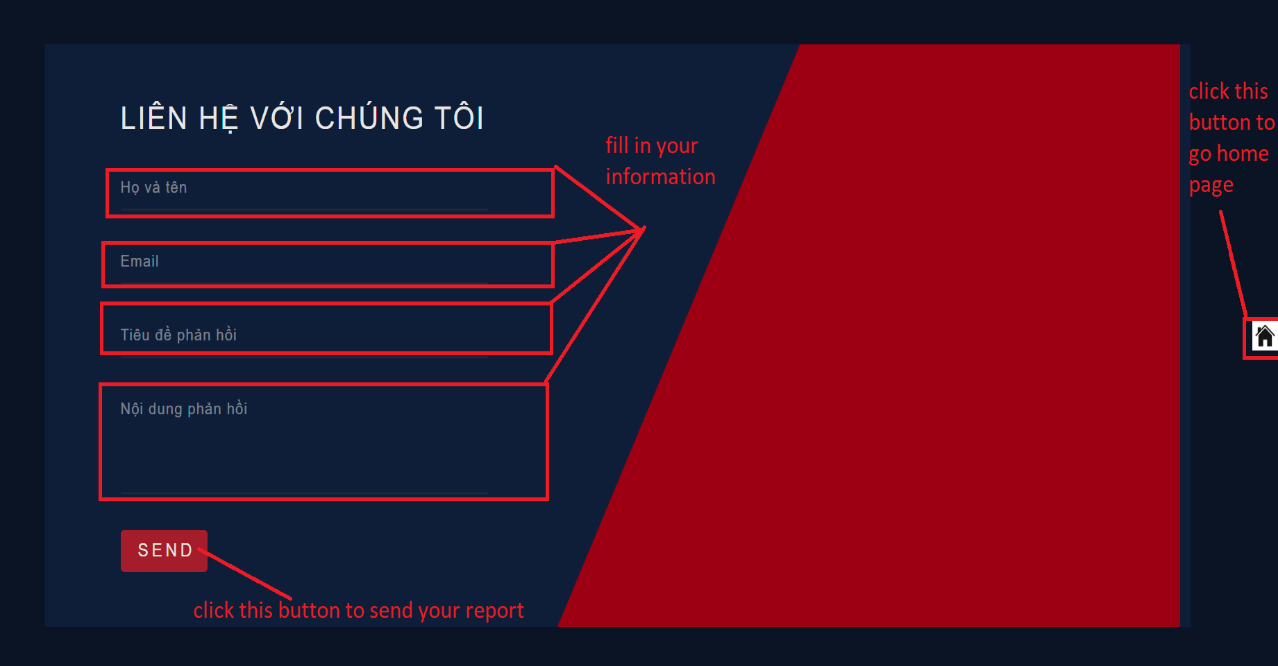 LIÊN HỆ VỚI CHÚNG TÔI
Họ và tên
Email
Tiêu đề phản hồi
Nội dung phản hồi
SEND
fill in your
information
click this button to send your report
click this
button to
go home
page